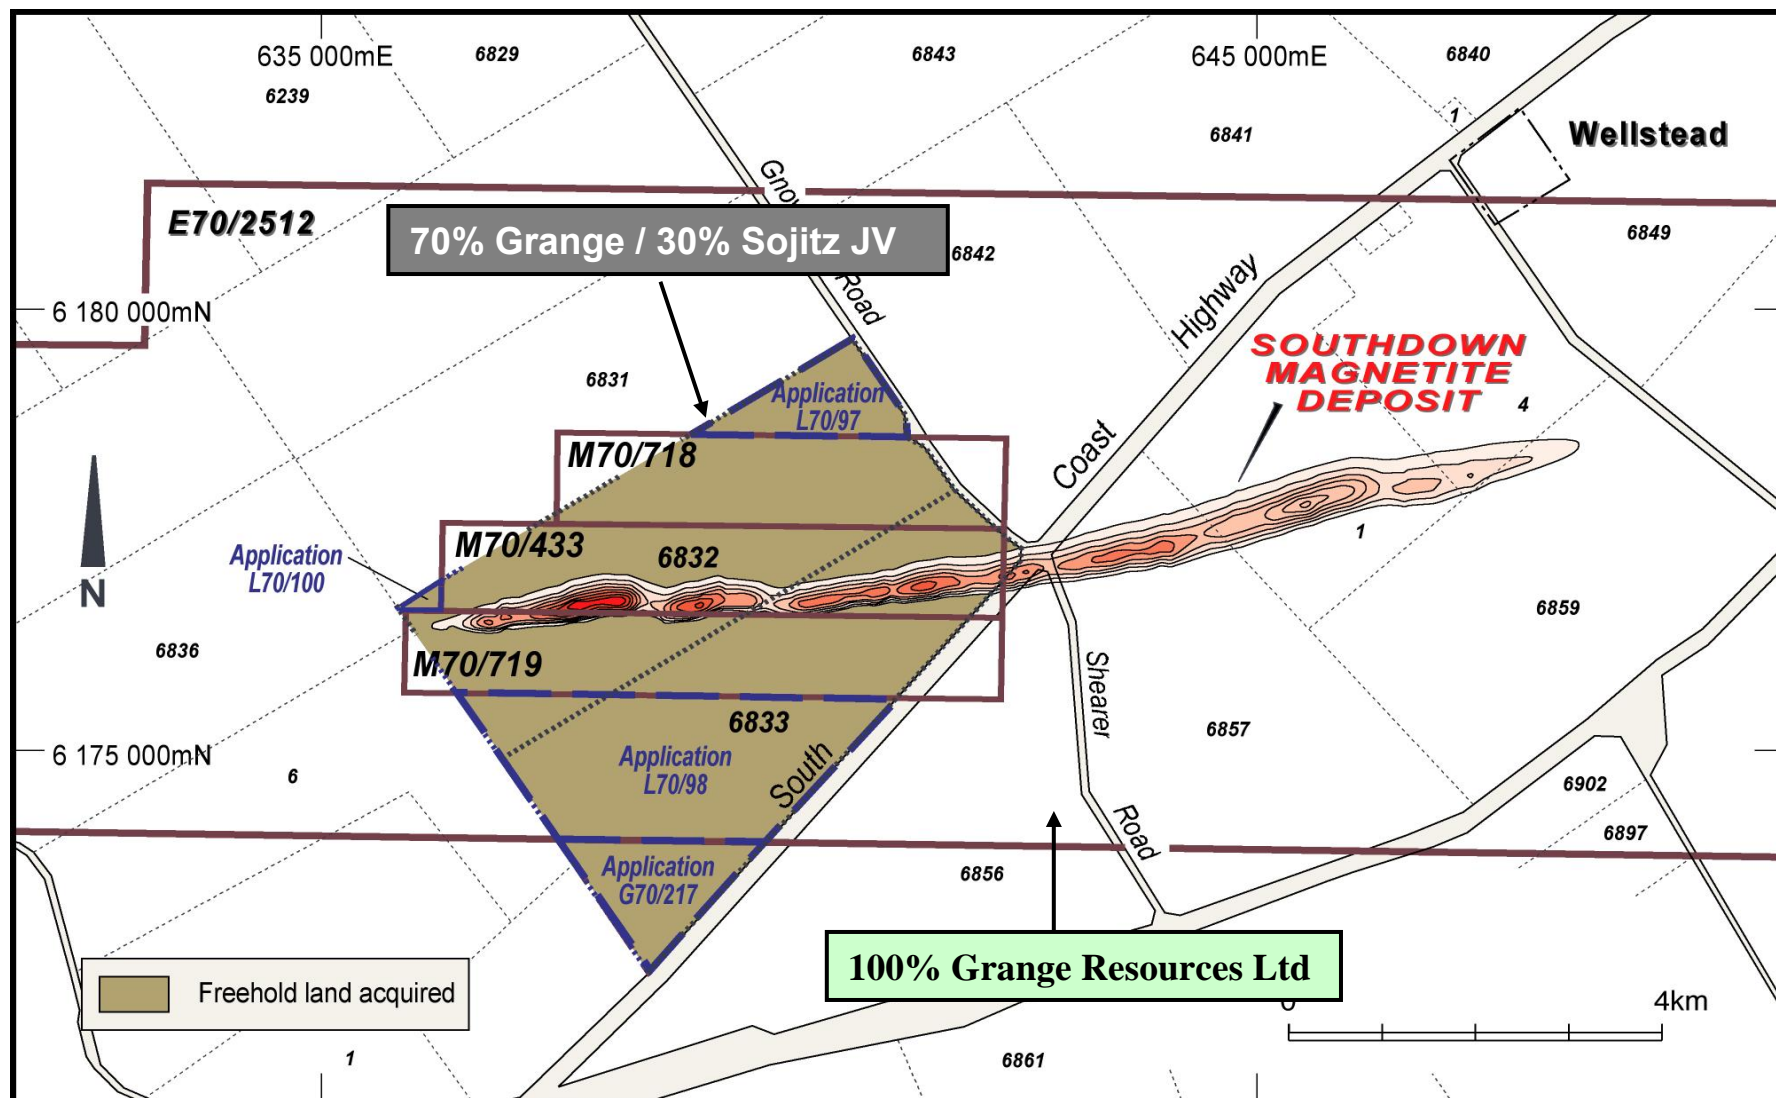 635 000mE
6829
6843
645 000mE
6840
6239
1
6841
Wellstead
E70/2512
Road
70% Grange / 30% Sojitz JV
6842
6849
6 180 000mN
Highway
SOUTHDOWN
MAGNETITE
DEPOSIT
6831
Application
L70/97
4
Coast
M70/718
1
M70/433
6832
Application
L70/100
N
6859
6836
M70/719
Shearer
6833
6857
6 175 000mN
6
Application
L70/98
South
6902
Road
6897
Application
G70/217
6856
100% Grange Resources Ltd
Freehold land acquired
4km
1
6861